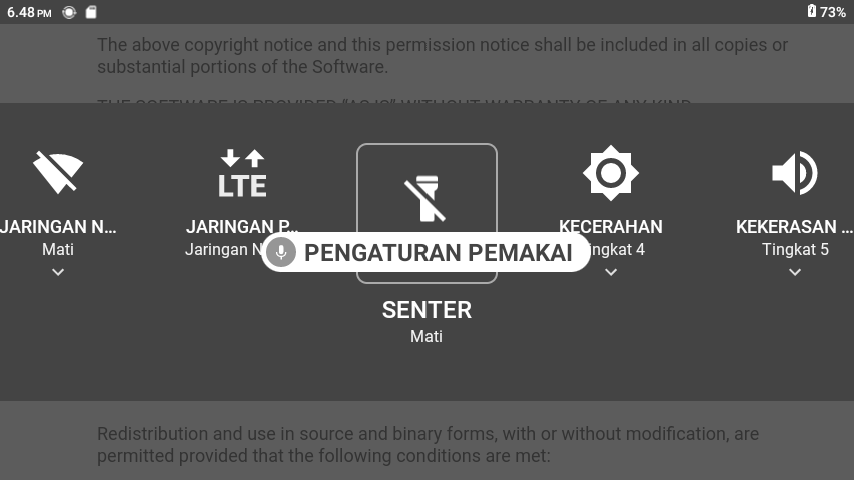 6.48 PM
73%
The above copyright notice and this permission notice shall be included in all copies or
substantial portions of the Software.
THE SOFTWARE IS PROVIDED "AS IS" WITHOUT WARRANTY OF ANY KIND
LTE
JARINGAN N...
Mati
JARINGAN P...
Jaringan N
KECERAHAN
ingkat 4
KEKERASAN ...
Tingkat 5
PENGATURAN PEMAKAI
SENTER
Mati
Redistribution and use in source and binary forms, with or without modification, are
permitted provided that the following conditions are met: